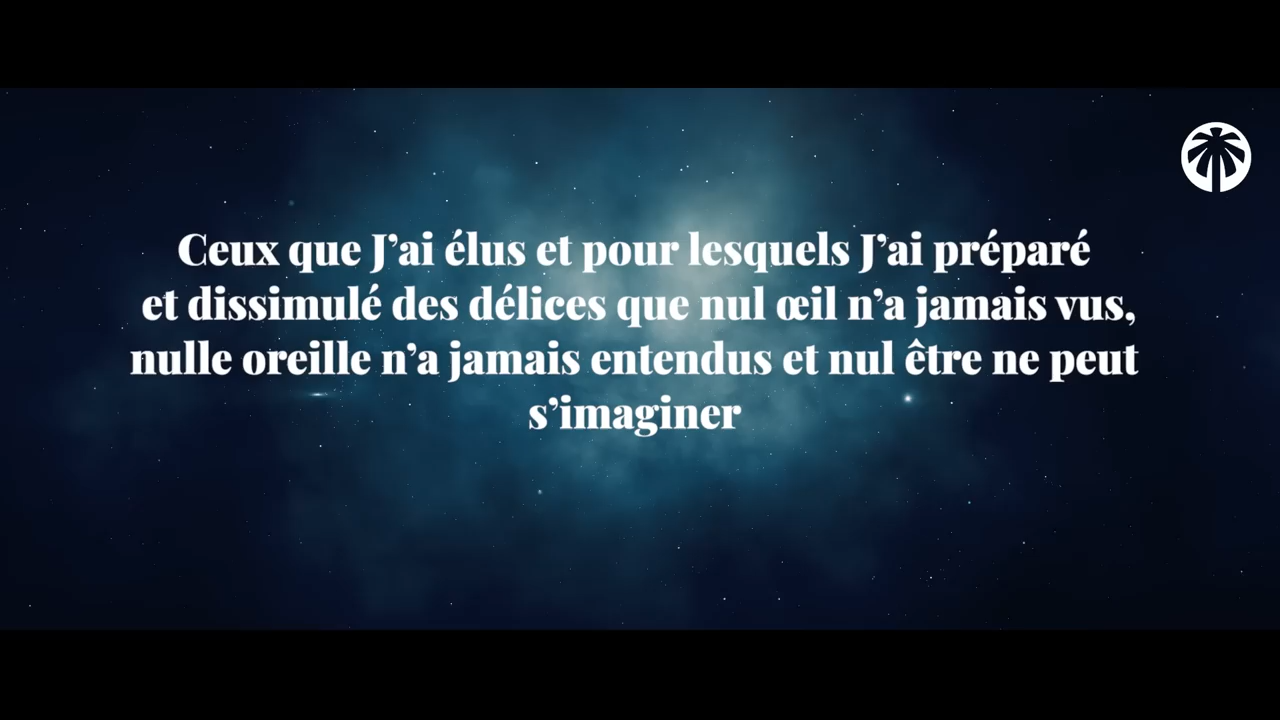 Ceux que J’ai élus et pour lesquels J’ai préparé
et dissimulé des délices que nul œil n’a jamais vus,
nulle oreille n’a jamais entendus et nul être ne peut
s’imaginer